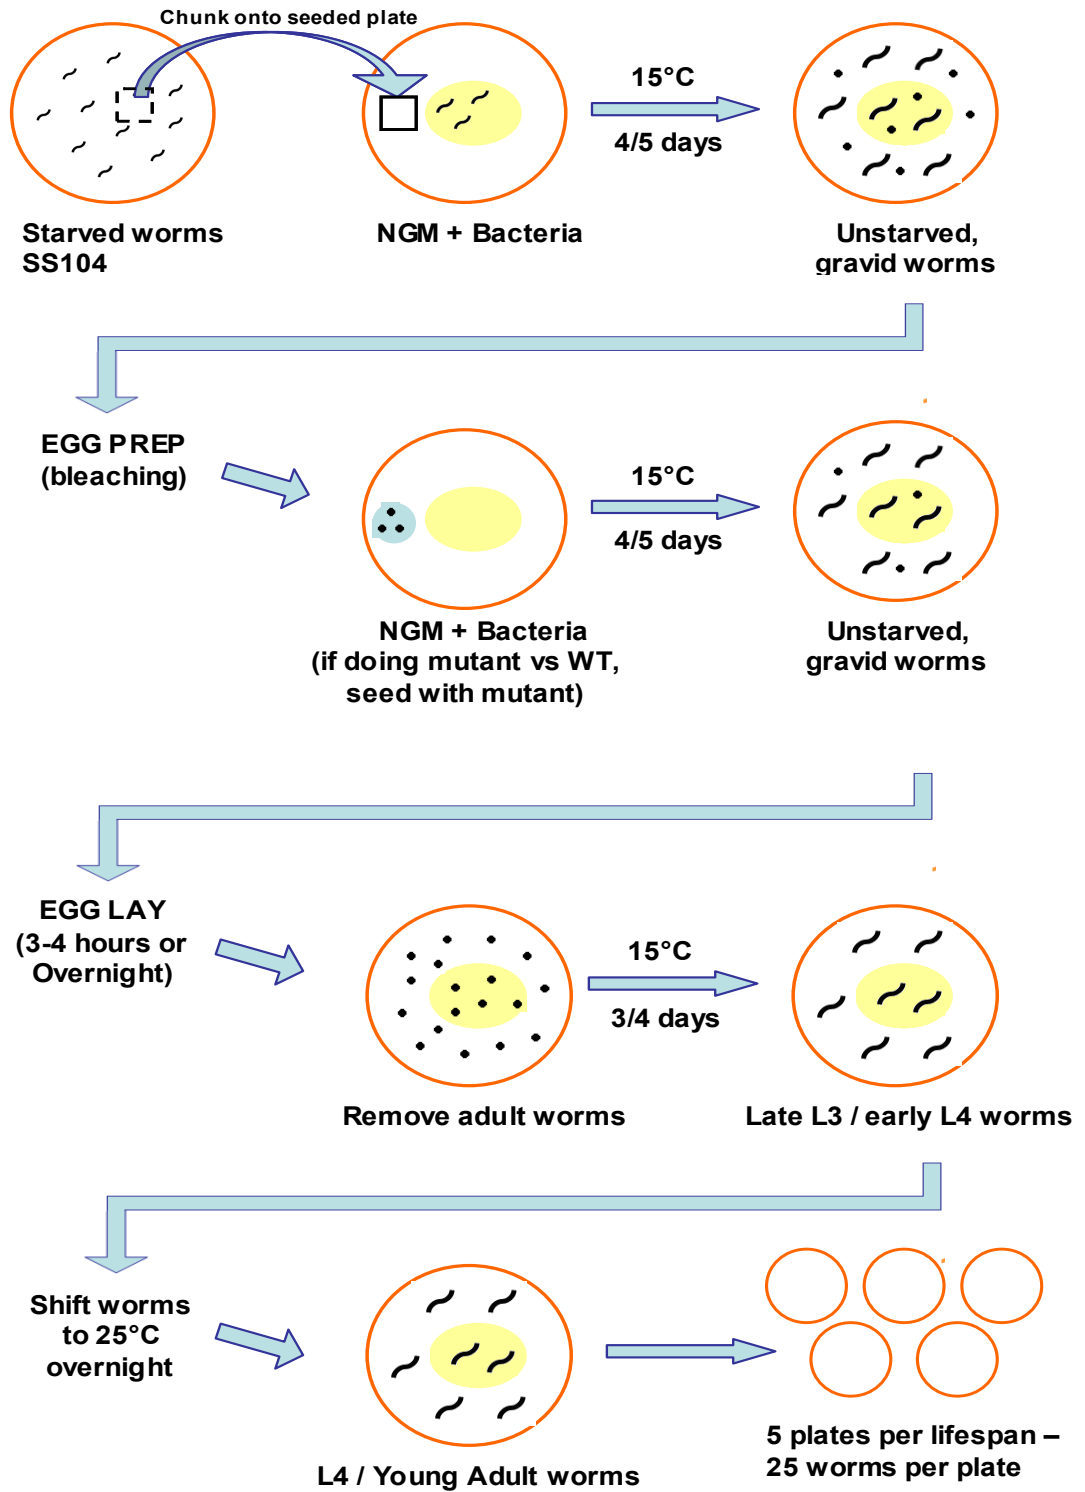 Chunk onto seeded plate
15°C
4/5 days
Starved worms
SS104
NGM + Bacteria
Unstarved,
gravid worms
EGG PREP
(bleaching)
15°C
4/5 days
NGM + Bacteria
(if doing mutant vs WT,
seed with mutant)
Unstarved,
gravid worms
EGG LAY
(3-4 hours or
Overnight)
15°C
3/4 days
Remove adult worms
Late L3 / early L4 worms
Shift worms
to 25°C
overnight
L4 / Young Adult worms
5 plates per lifespan –
25 worms per plate